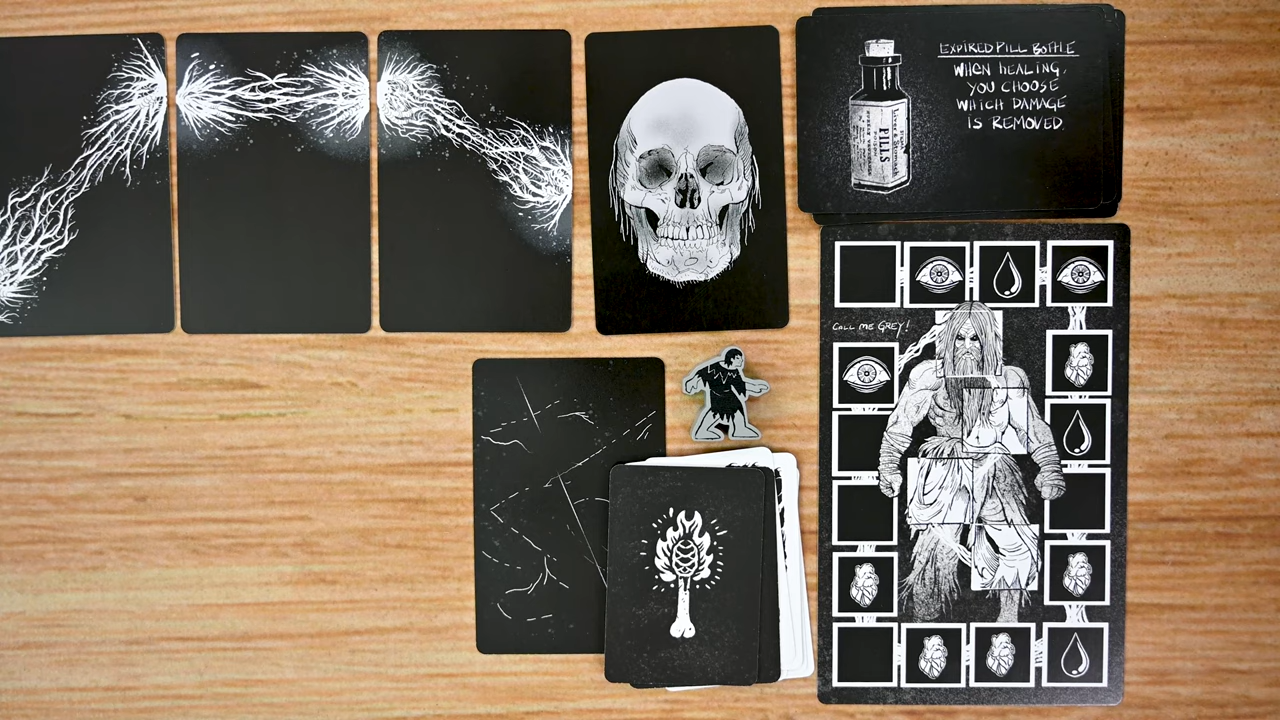 EXPIRED PILL BOTTLE
WHEN HEALING,
YOU CHOOSE
WHICH DAMAGE
IS REMOVED.
PILLS
CALL ME GREY!